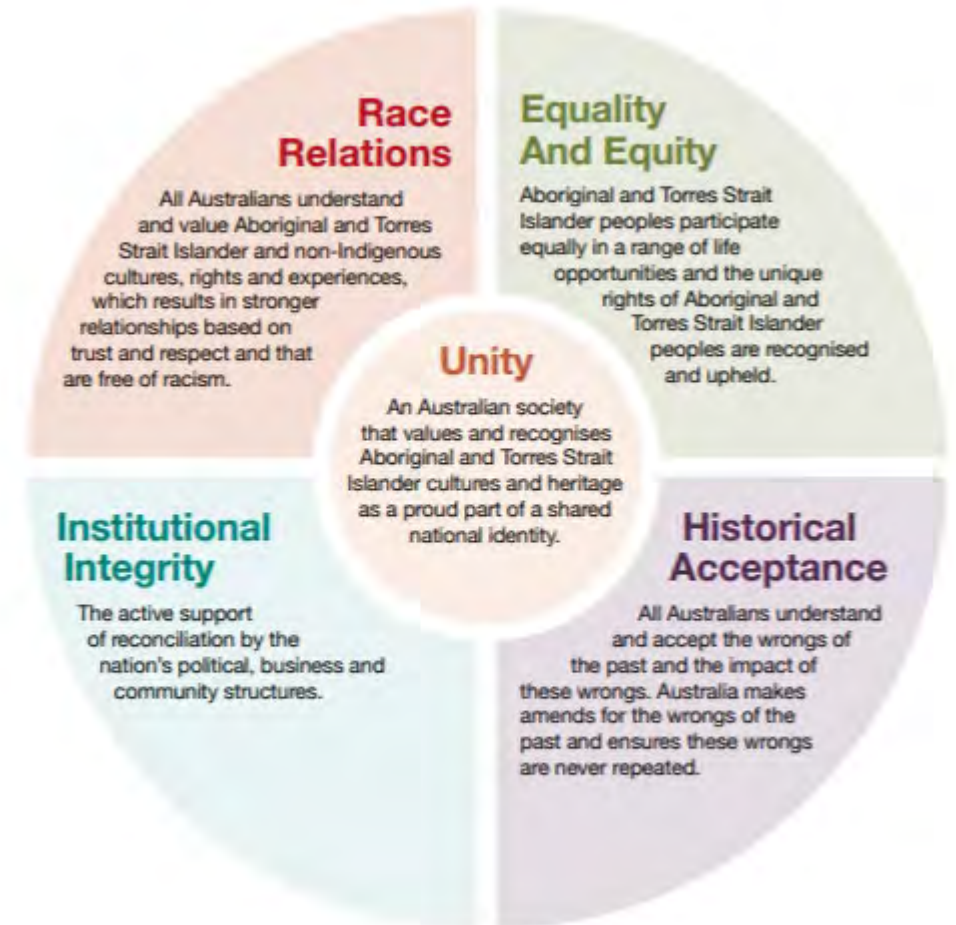 Race
Relations
All Australians understand
and value Aboriginal and Torres
Strait Islander and non-Indigenous
cultures, rights and experiences,
which results in stronger
relationships based on
trust and respect and that
are free of racism.
Equality
And Equity
Aboriginal and Torres Strait
Islander peoples participate
equally in a range of life
opportunities and the unique
rights of Aboriginal and
Torres Strait Islander
peoples are recognised
and upheld.
Unity
An Australian society
that values and recognises
Aboriginal and Torres Strait
Islander cultures and heritage
as a proud part of a shared
national identity.
Institutional
Integrity
The active support
of reconciliation by the
nation's political, business and
community structures.
Historical
Acceptance
All Australians understand
and accept the wrongs of
the past and the impact of
these wrongs. Australia makes
amends for the wrongs of the
past and ensures these wrongs
are never repeated.